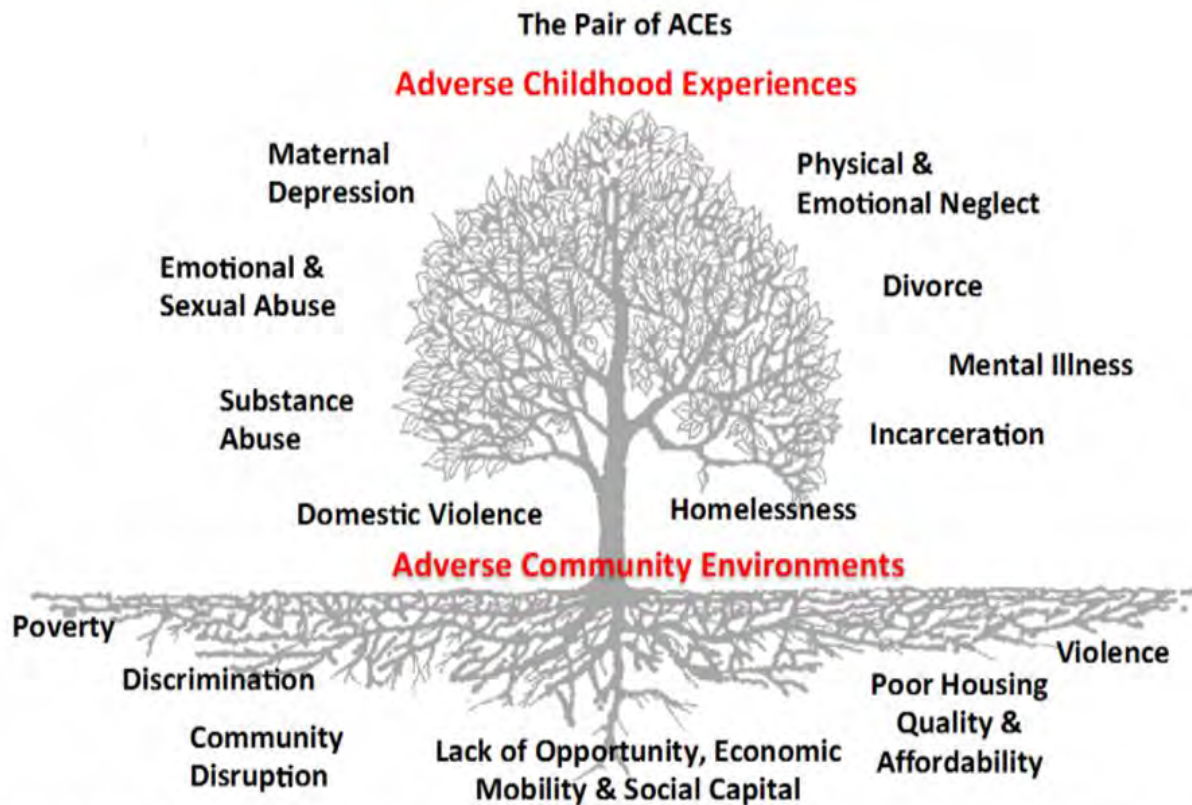 The Pair of ACEs
Adverse Childhood Experiences
Maternal
Depression
Physical &
Emotional Neglect
Emotional &
Sexual Abuse
Divorce
Mental Illness
Substance
Abuse
Incarceration
Domestic Violence
Homelessness
Adverse Community Environments
Poverty
Violence
Discrimination
Poor Housing
Quality &
Affordability
Community
Disruption
Lack of Opportunity, Economic
Mobility & Social Capital